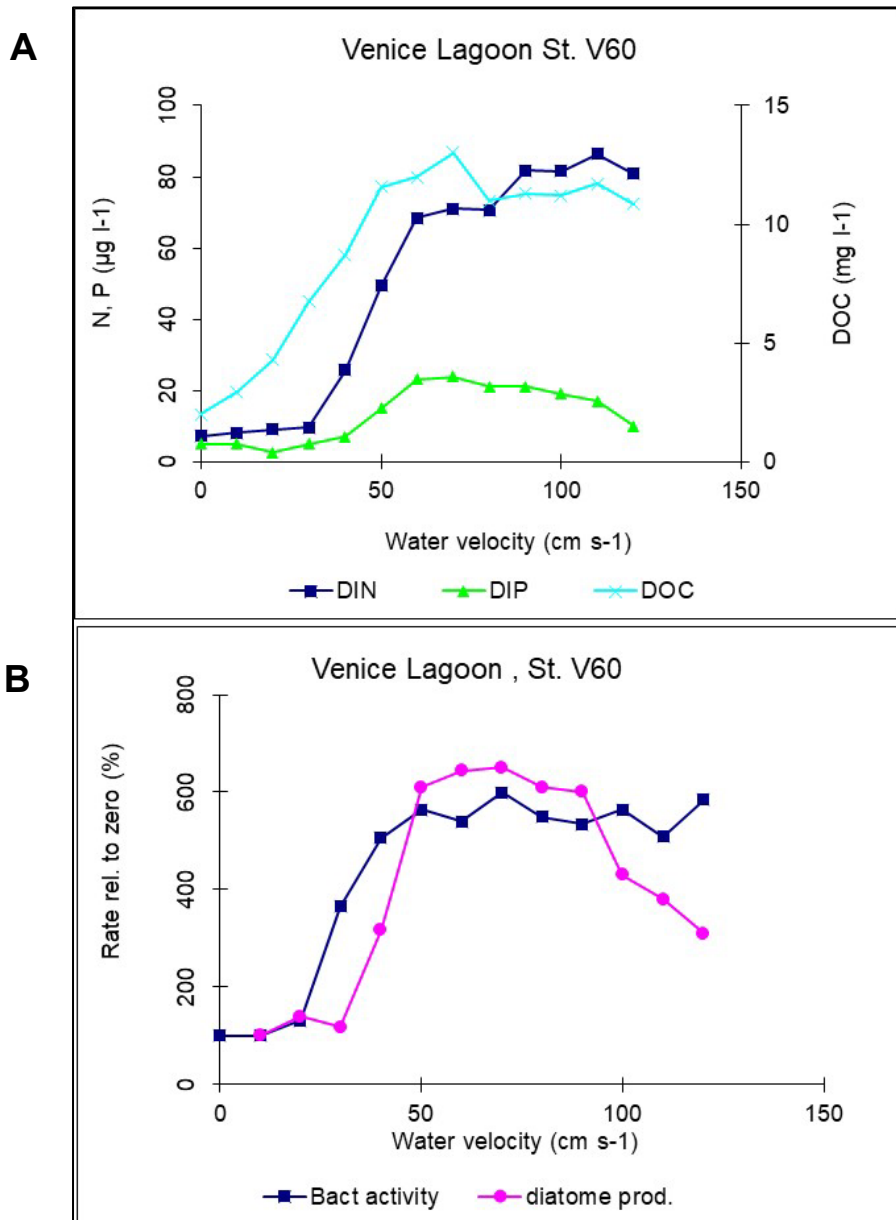 A
Venice Lagoon St. V60
100
80
60
40
20
0
N, P (µg l-1)
15
10
5
0
DOC (mg l-1)
0 50 100 150
Water velocity (cm s-1)
DIN DIP DOC
B
Venice Lagoon , St. V60
800
600
400
200
0
Rate rel. to zero (%)
0 50 100 150
Water velocity (cm s-1)
Bact activity diatome prod.